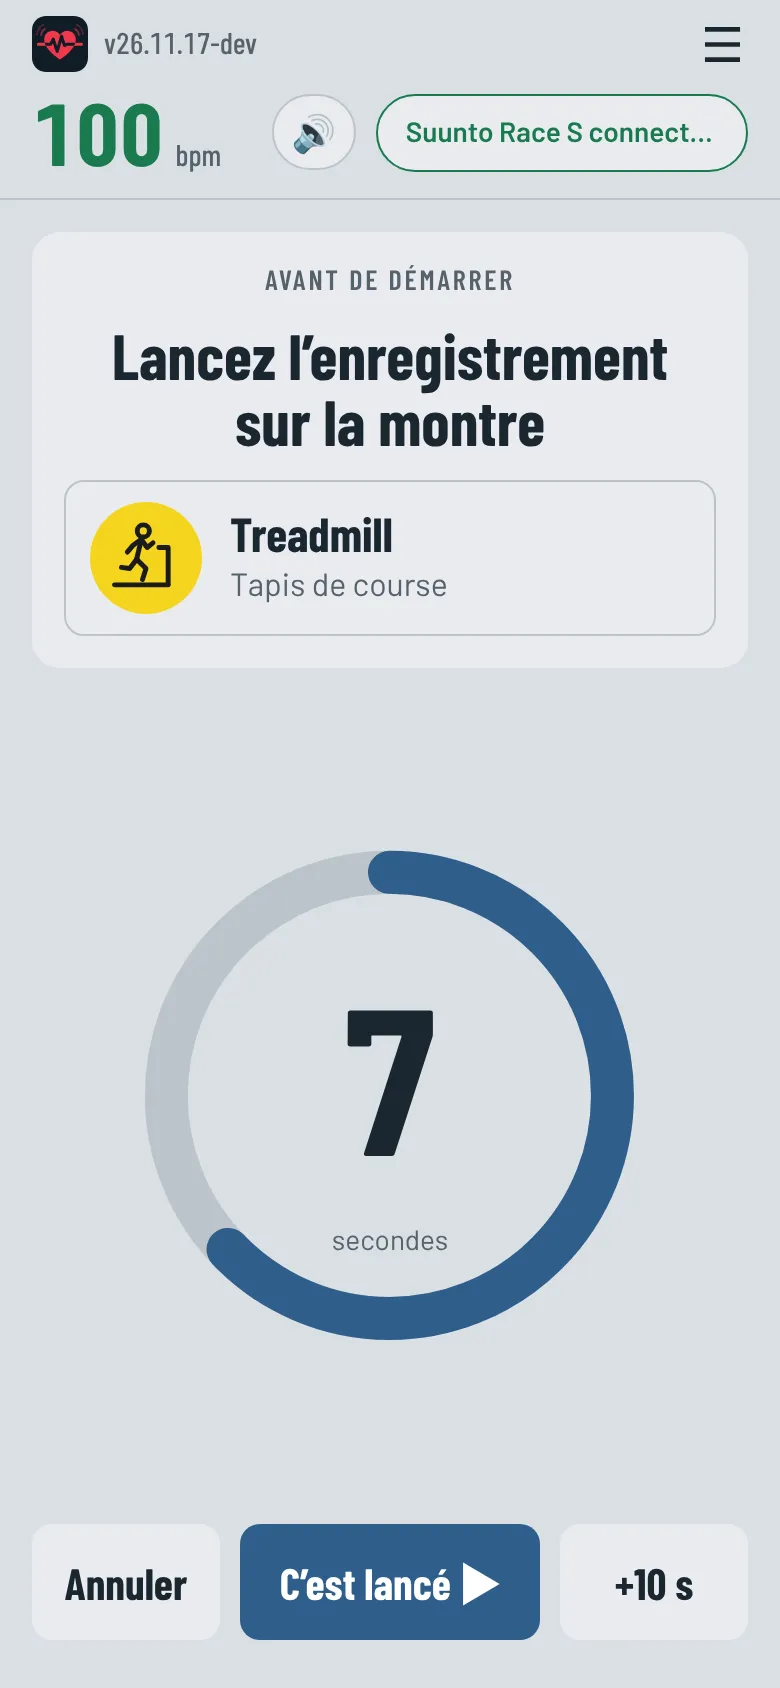 v26.11.17-dev
100 bpm
Suunto Race S connect...
AVANT DE DÉMARRER
Lancez l’enregistrement
sur la montre
Treadmill
Tapis de course
7
secondes
Annuler
C’est lancé
+10 s